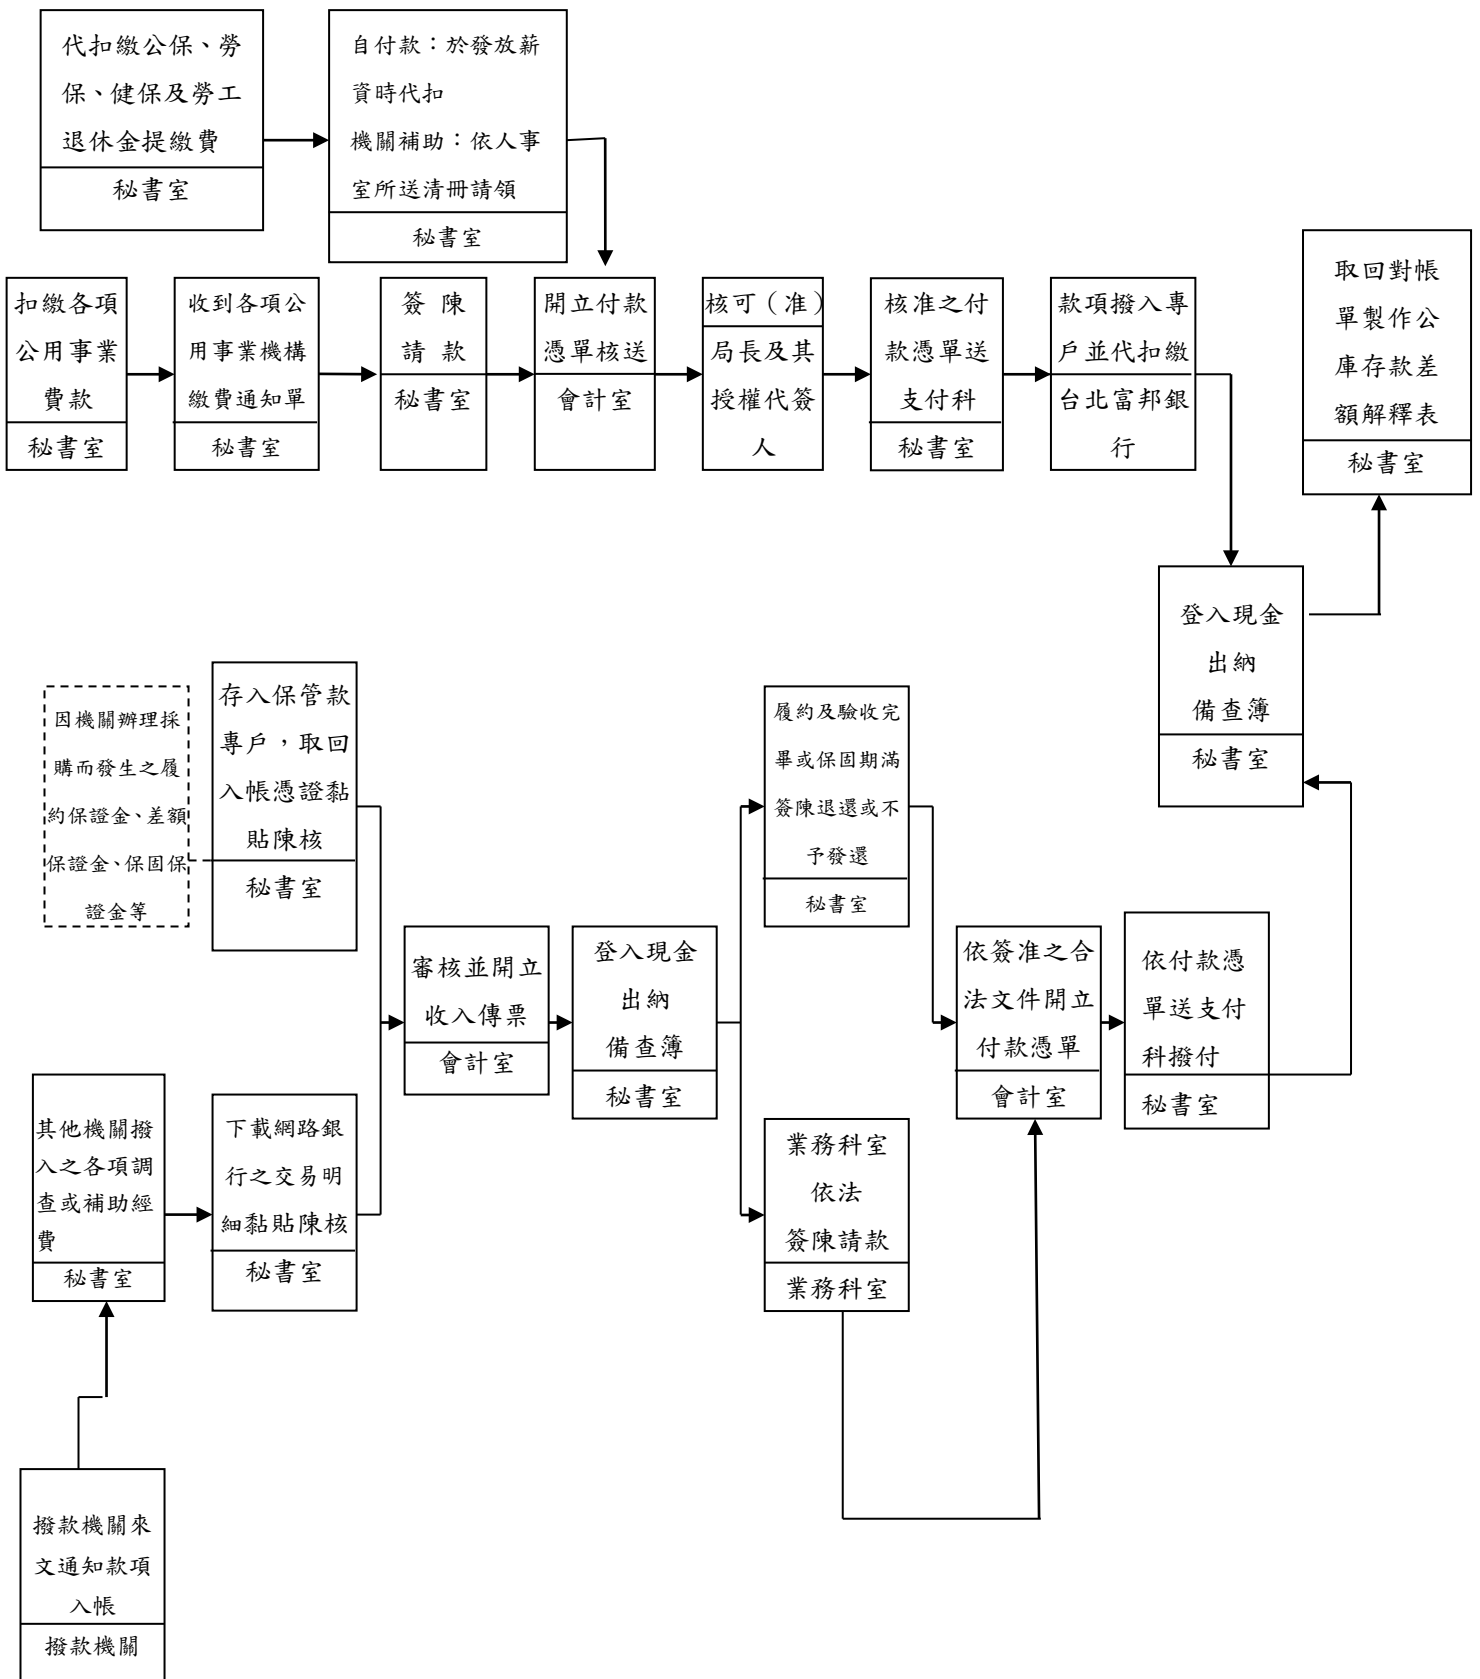 代扣繳公保、勞
保、健保及勞工
退休金提繳費
秘書室
自付款：於發放薪
資時代扣
機關補助：依人事
室所送清冊請領
秘書室
扣繳各項
公用事業
費款
秘書室
收到各項公
用事業機構
繳費通知單
秘書室
簽 陳
請 款
秘書室
開立付款
憑單核送
會計室
核可（准）
局長及其
授權代簽
人
核准之付
款憑單送
支付科
秘書室
款項撥入專
戶並代扣繳
台北富邦銀
行
取回對帳
單製作公
庫存款差
額解釋表
秘書室
登入現金
出納
備查簿
秘書室
因機關辦理採
購而發生之履
約保證金、差額
保證金、保固保
證金等
存入保管款
專戶，取回
入帳憑證黏
貼陳核
秘書室
履約及驗收完
畢或保固期滿
簽陳退還或不
予發還
秘書室
審核並開立
收入傳票
會計室
登入現金
出納
備查簿
秘書室
依簽准之合
法文件開立
付款憑單
會計室
依付款憑
單送支付
科撥付
秘書室
其他機關撥
入之各項調
查或補助經
費
秘書室
下載網路銀
行之交易明
細黏貼陳核
秘書室
業務科室
依法
簽陳請款
業務科室
撥款機關來
文通知款項
入帳
撥款機關